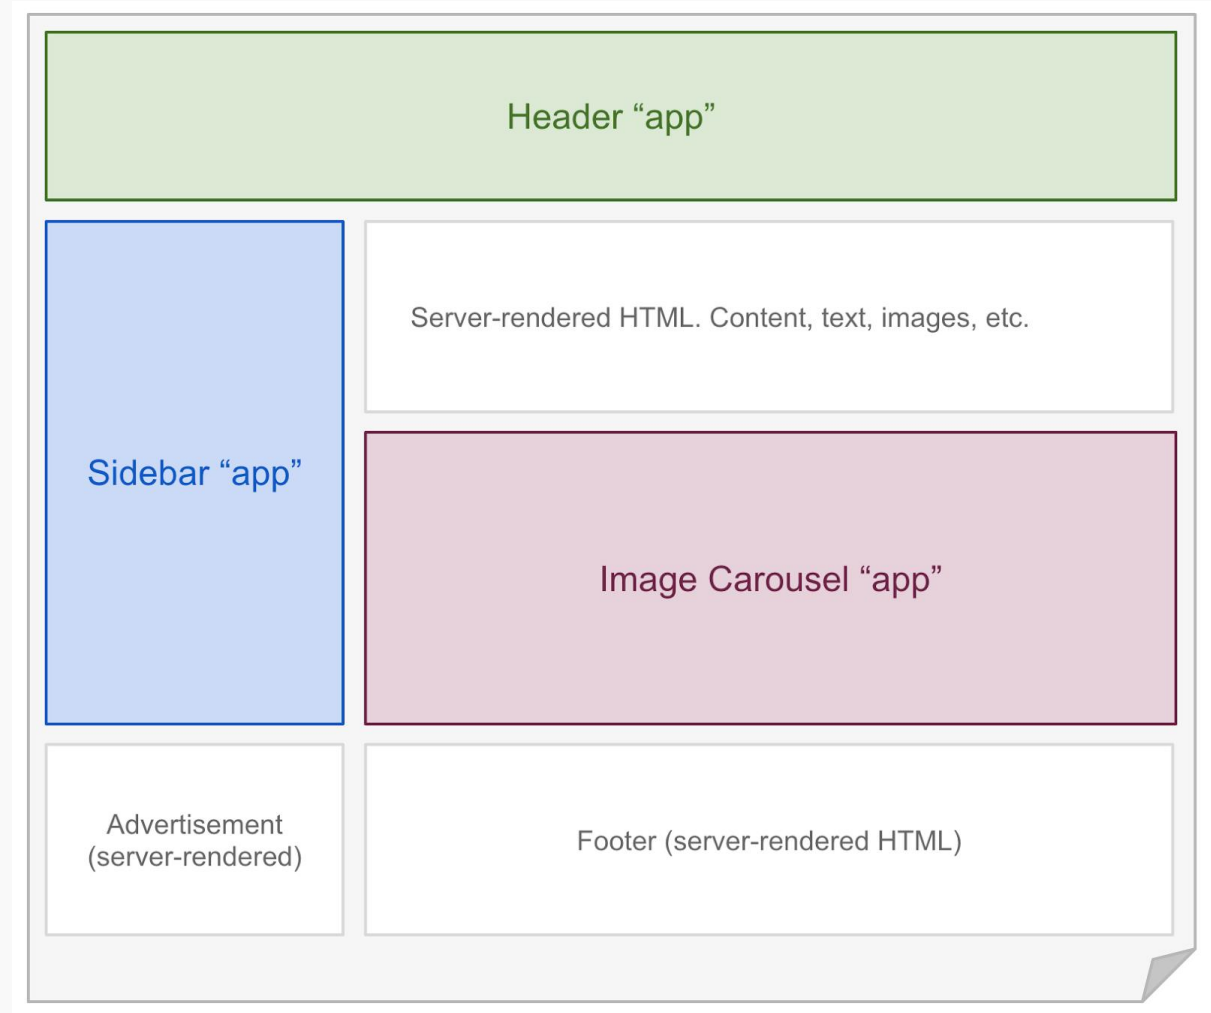 Header “app”
Server-rendered HTML. Content, text, images, etc.
Sidebar “app”
Image Carousel “app”
Advertisement
(server-rendered)
Footer (server-rendered HTML)